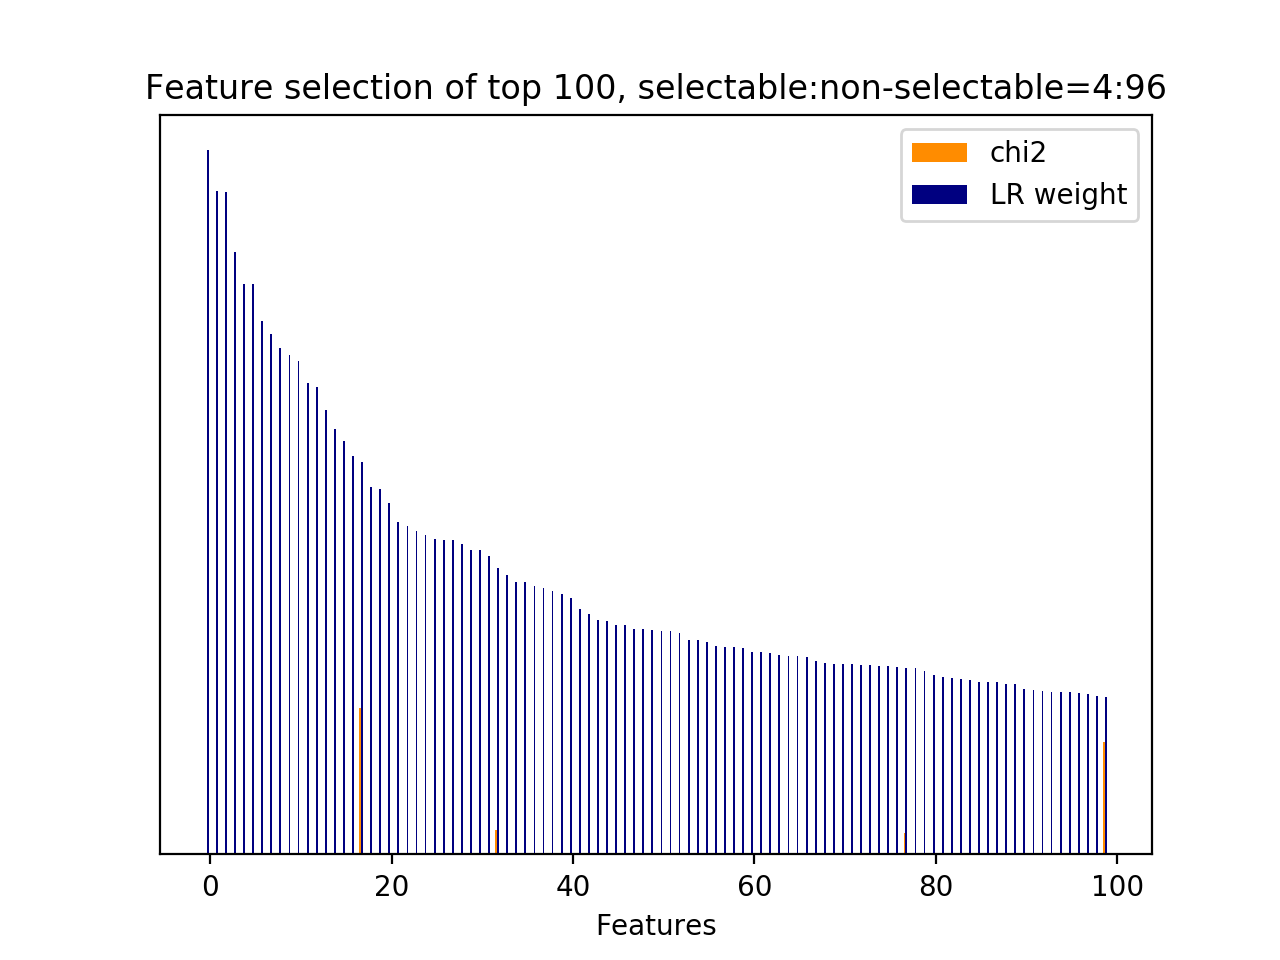 Feature selection of top 100, selectable:non-selectable=4:96
chi2
LR weight
0 20 40 60 80 100
Features